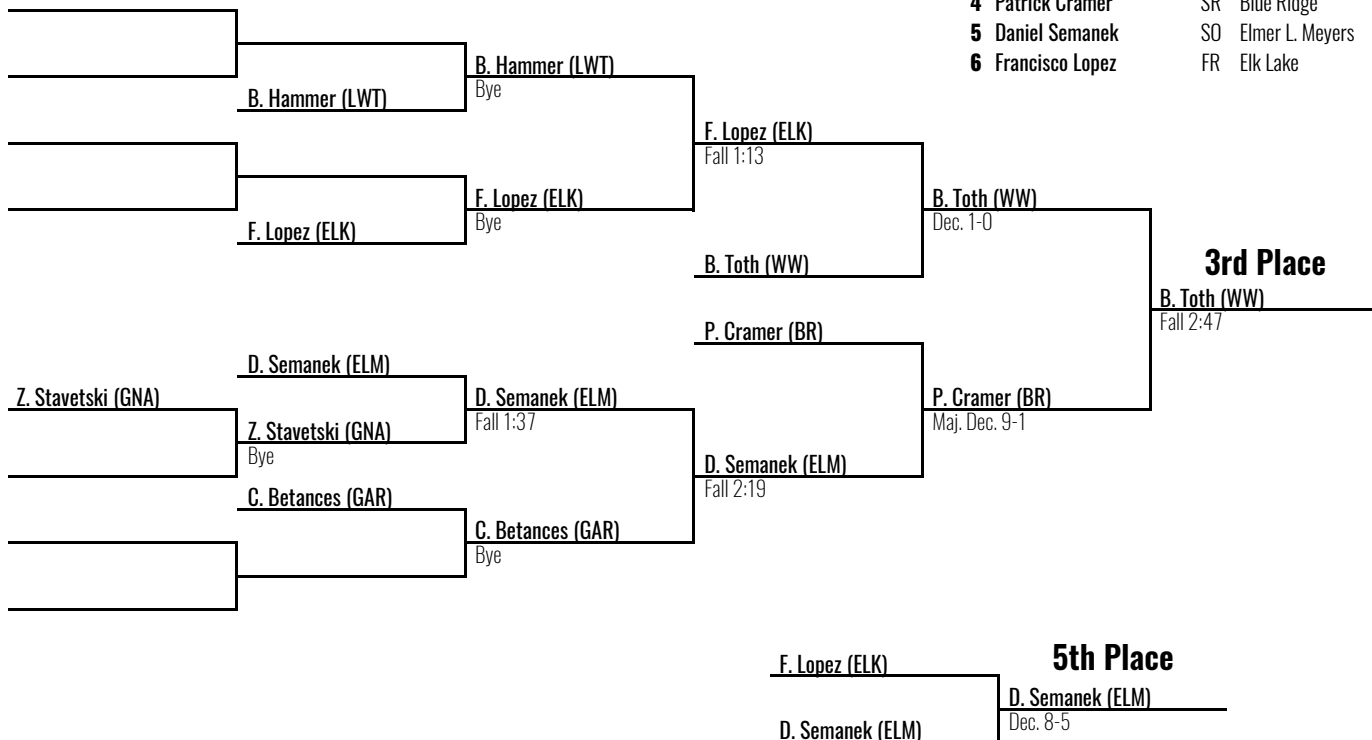 4 Patrick Cramer SR Blue Ridge
5 Daniel Semanek SO Elmer L. Meyers
6 Francisco Lopez FR Elk Lake
B. Hammer (LWT)
Bye
B. Hammer (LWT)
F. Lopez (ELK)
Fall 1:13
F. Lopez (ELK)
Bye
B. Toth (WW)
Dec. 1-0
F. Lopez (ELK)
B. Toth (WW)
3rd Place
B. Toth (WW)
Fall 2:47
P. Cramer (BR)
D. Semanek (ELM)
Z. Stavetski (GNA)
D. Semanek (ELM)
Fall 1:37
P. Cramer (BR)
Maj. Dec. 9-1
Z. Stavetski (GNA)
Bye
D. Semanek (ELM)
Fall 2:19
C. Betances (GAR)
C. Betances (GAR)
Bye
5th Place
F. Lopez (ELK)
D. Semanek (ELM)
Dec. 8-5
D. Semanek (ELM)